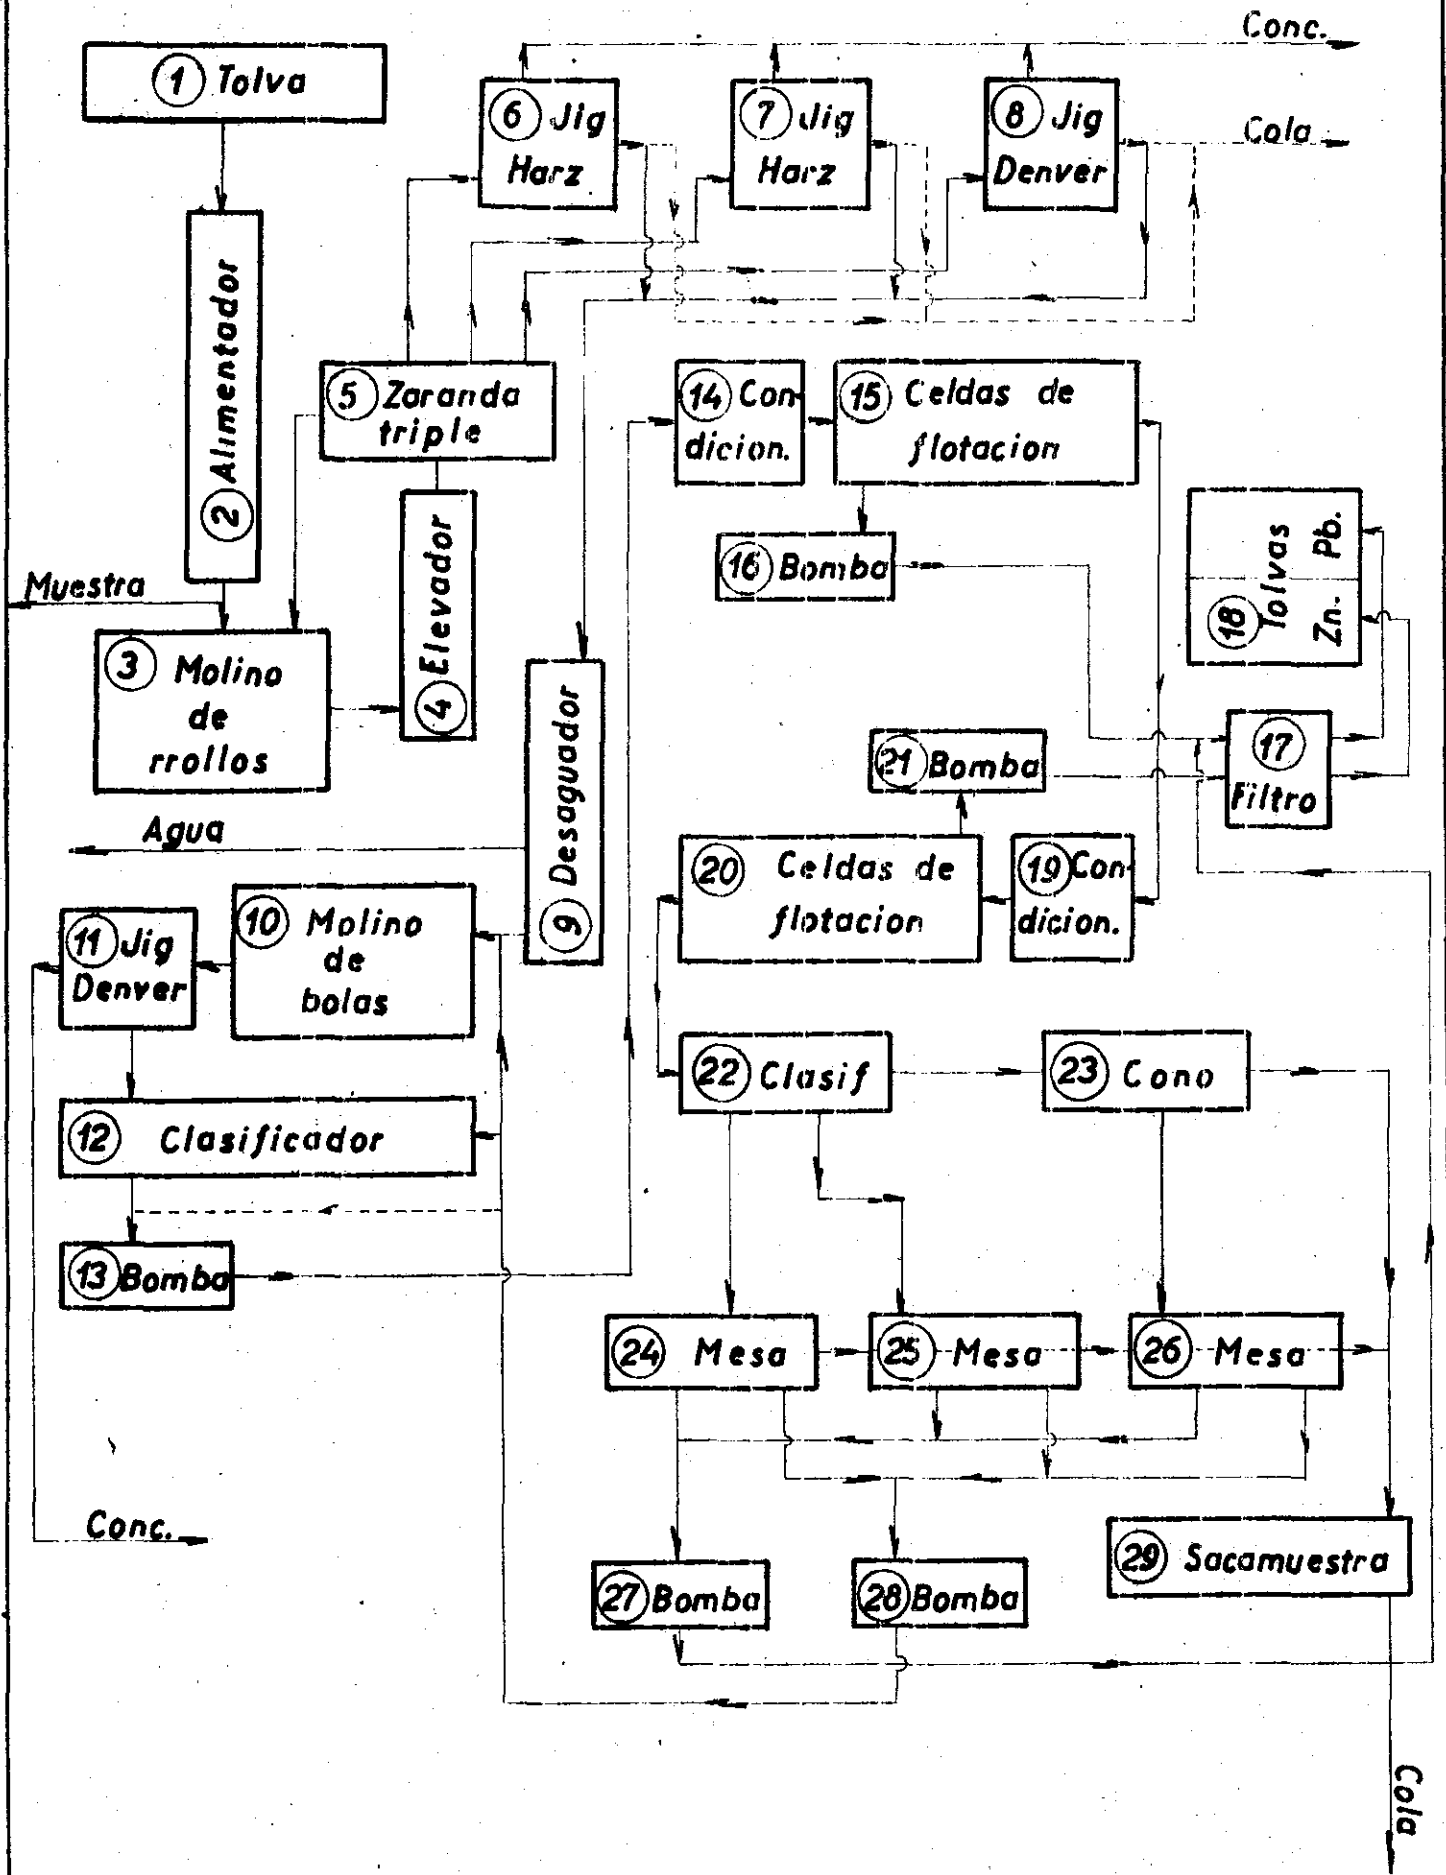 Conc.
1 Tolva
6 Jig
Harz
7 Jig
Harz
8 Jig
Denver
Cola
2 Alimentador
5 Zaranda
triple
14 Con-
dicion.
15 Celdas de
flotacion
4 Elevador
16 Bomba
18 Tolvas
Pb.
Zn.
Muestra
3 Molino
de
rrollos
9 Desaguador
21 Bomba
17
Filtro
Agua
20 Celdas de
flotacion
19 Con-
dicion.
11 Jig
Denver
10 Molino
de
bolas
22 Clasif
23 Cono
12 Clasificador
13 Bomba
24 Mesa
25 Mesa
26 Mesa
Conc.
27 Bomba
28 Bomba
29 Sacamuestra
Cola